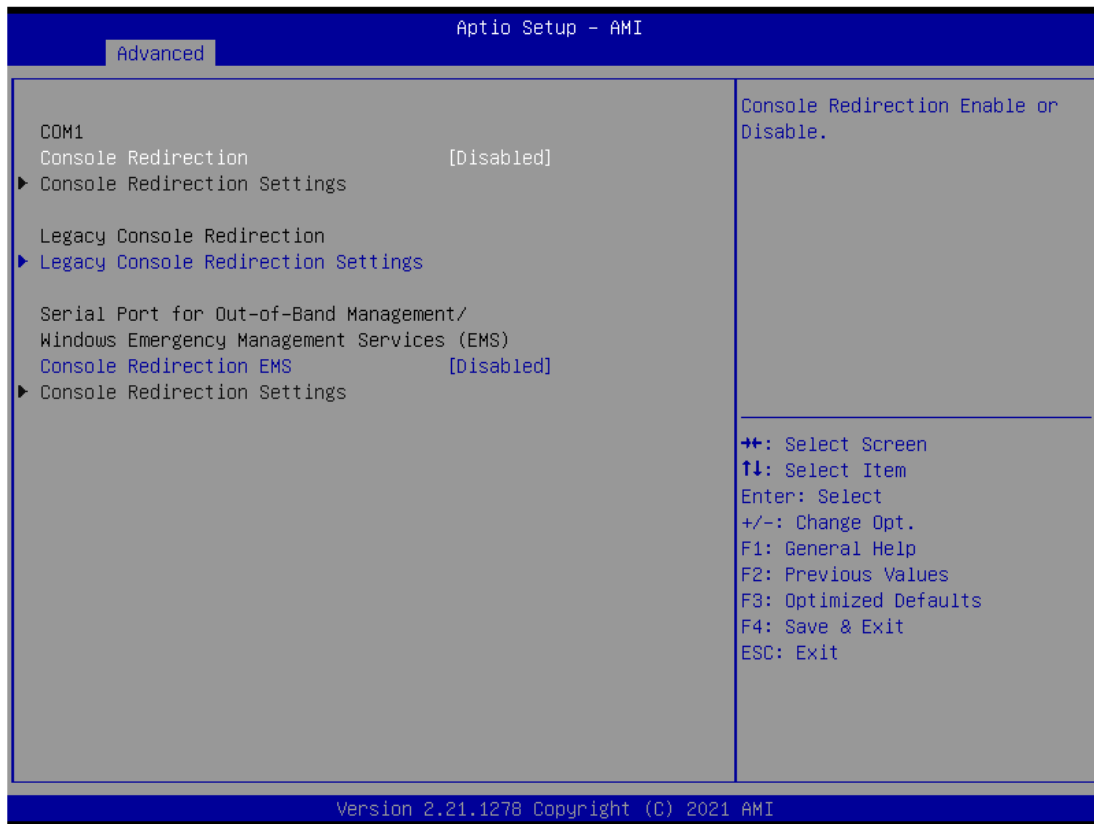 Aptio Setup – AMI
Advanced
COM1
Console Redirection [Disabled]
▶ Console Redirection Settings
Legacy Console Redirection
▶ Legacy Console Redirection Settings
Serial Port for Out-of-Band Management/
Windows Emergency Management Services (EMS)
Console Redirection EMS [Disabled]
▶ Console Redirection Settings
Console Redirection Enable or
Disable.
→←: Select Screen
↑↓: Select Item
Enter: Select
+/-: Change Opt.
F1: General Help
F2: Previous Values
F3: Optimized Defaults
F4: Save & Exit
ESC: Exit
Version 2.21.1278 Copyright (C) 2021 AMI